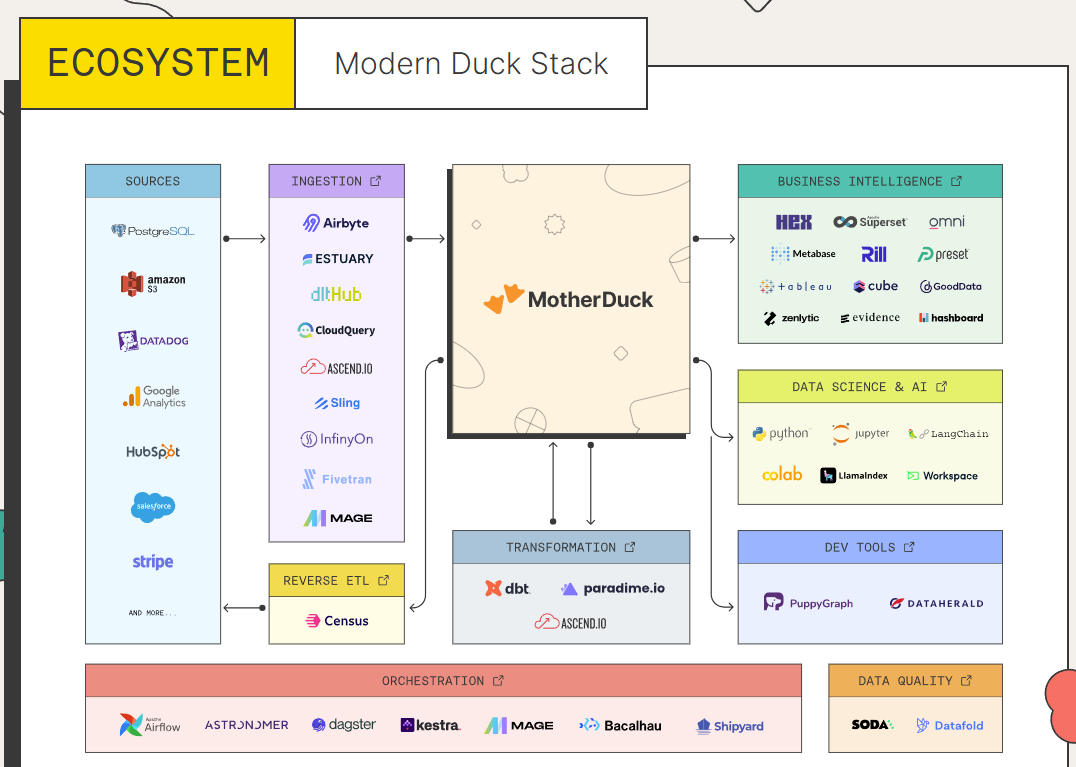 ECOSYSTEM
Modern Duck Stack
SOURCES
PostgreSQL
amazon
S3
DATADOG
Google
Analytics
HubSpot
salesforce
stripe
AND MORE...
INGESTION
Airbyte
ESTUARY
dltHub
CloudQuery
ASCEND.IO
Sling
InfinyOn
Fivetran
MAGE
REVERSE ETL
Census
MotherDuck
TRANSFORMATION
dbt paradime.io
ASCEND.IO
BUSINESS INTELLIGENCE
HEX Apache Superset omni
Metabase Rill preset
+ableau cube GoodData
zenlytic evidence hashboard
DATA SCIENCE & AI
python jupyter LangChain
colab LlamaIndex Workspace
DEV TOOLS
PuppyGraph DATAHERALD
ORCHESTRATION
Apache Airflow ASTRONOMER dagster kestra MAGE Bacalhau Shipyard
DATA QUALITY
SODA Datafold